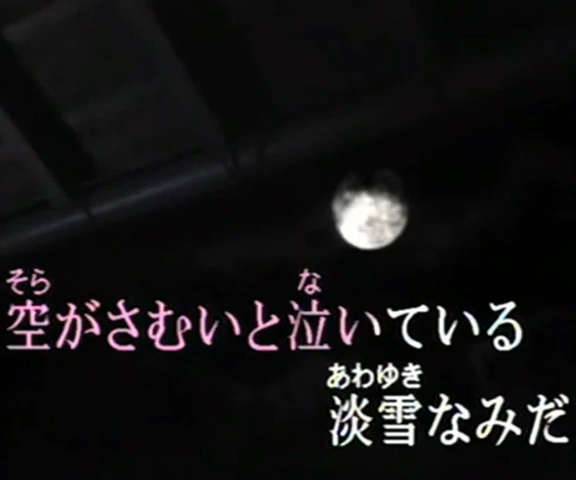 そら な
空がさむいと泣いている
あわゆき
淡雪なみだ